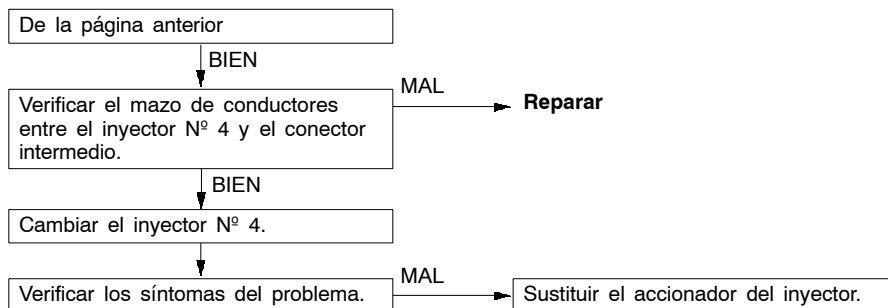 De la página anterior
BIEN
Verificar el mazo de conductores
entre el inyector Nº 4 y el conector
intermedio.
MAL
Reparar
BIEN
Cambiar el inyector Nº 4.
Verificar los síntomas del problema.
MAL
Sustituir el accionador del inyector.